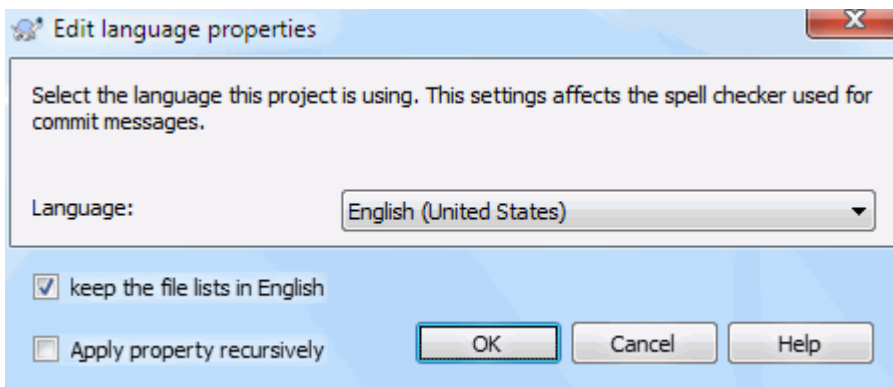 Edit language properties
Select the language this project is using. This settings affects the spell checker used for
commit messages.
Language:
English (United States)
keep the file lists in English
Apply property recursively
OK
Cancel
Help